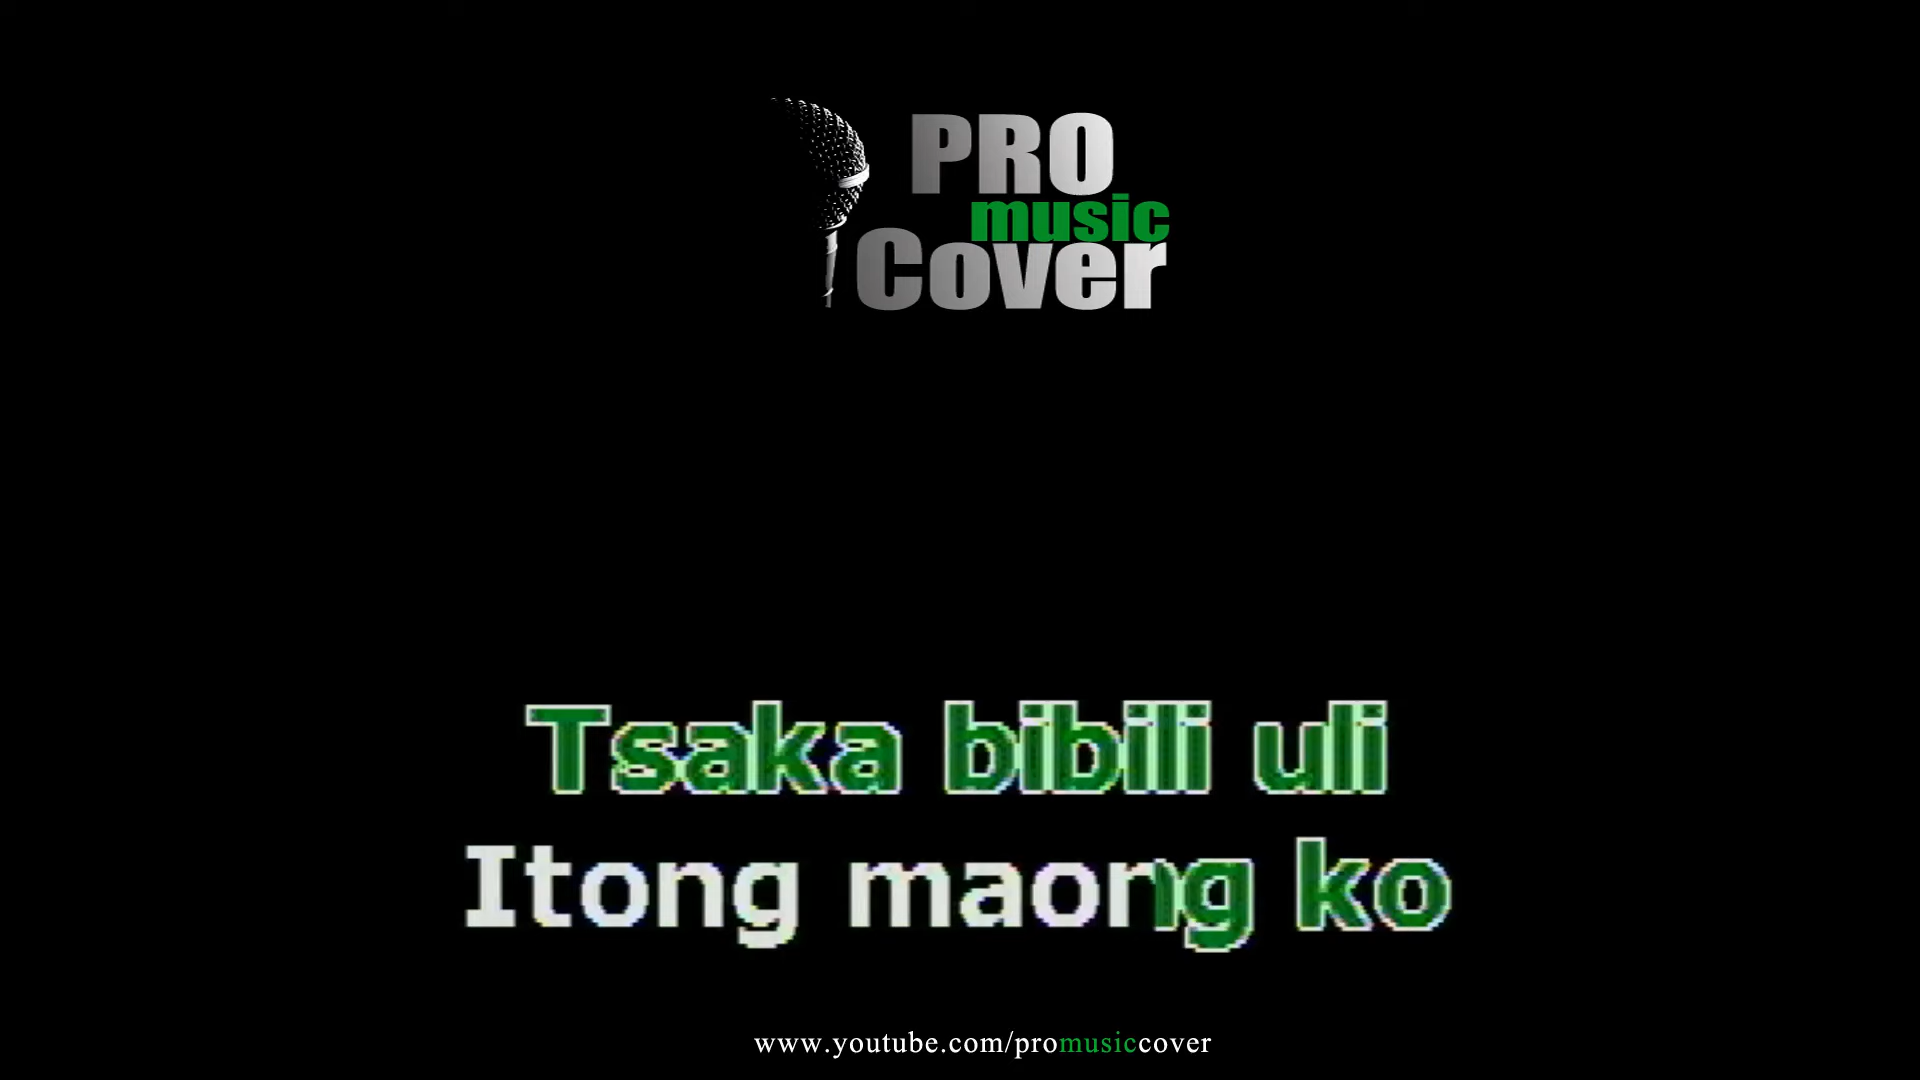 PRO
music
Cover
Tsaka bibili uli
Itong maong ko
www.youtube.com/promusiccover